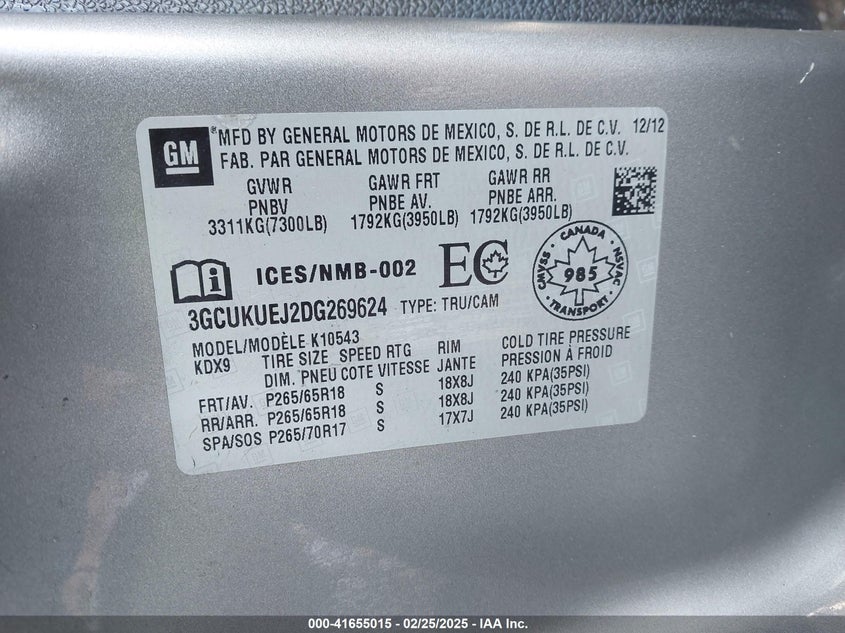 GM
®MFD BY GENERAL MOTORS DE MEXICO, S. DE R.L. DE C.V. 12/12
FAB. PAR GENERAL MOTORS DE MEXICO, S. DE R.L. DE C.V.
GVWR GAWR FRT GAWR RR
PNBV PNBE AV. PNBE ARR.
3311KG(7300LB) 1792KG(3950LB) 1792KG(3950LB)
ICES/NMB-002 EC
CANADA
CMVSS 985 NSVAC
TRANSPORT
3GCUKUEJ2DG269624 TYPE: TRU/CAM
MODEL/MODÈLE K10543
KDX9 TIRE SIZE SPEED RTG RIM COLD TIRE PRESSURE
DIM. PNEU COTE VITESSE JANTE PRESSION À FROID
FRT/AV. P265/65R18 S 18X8J 240 KPA(35PSI)
RR/ARR. P265/65R18 S 18X8J 240 KPA(35PSI)
SPA/SOS P265/70R17 S 17X7J 240 KPA(35PSI)
000-41655015 - 02/25/2025 - IAA Inc.